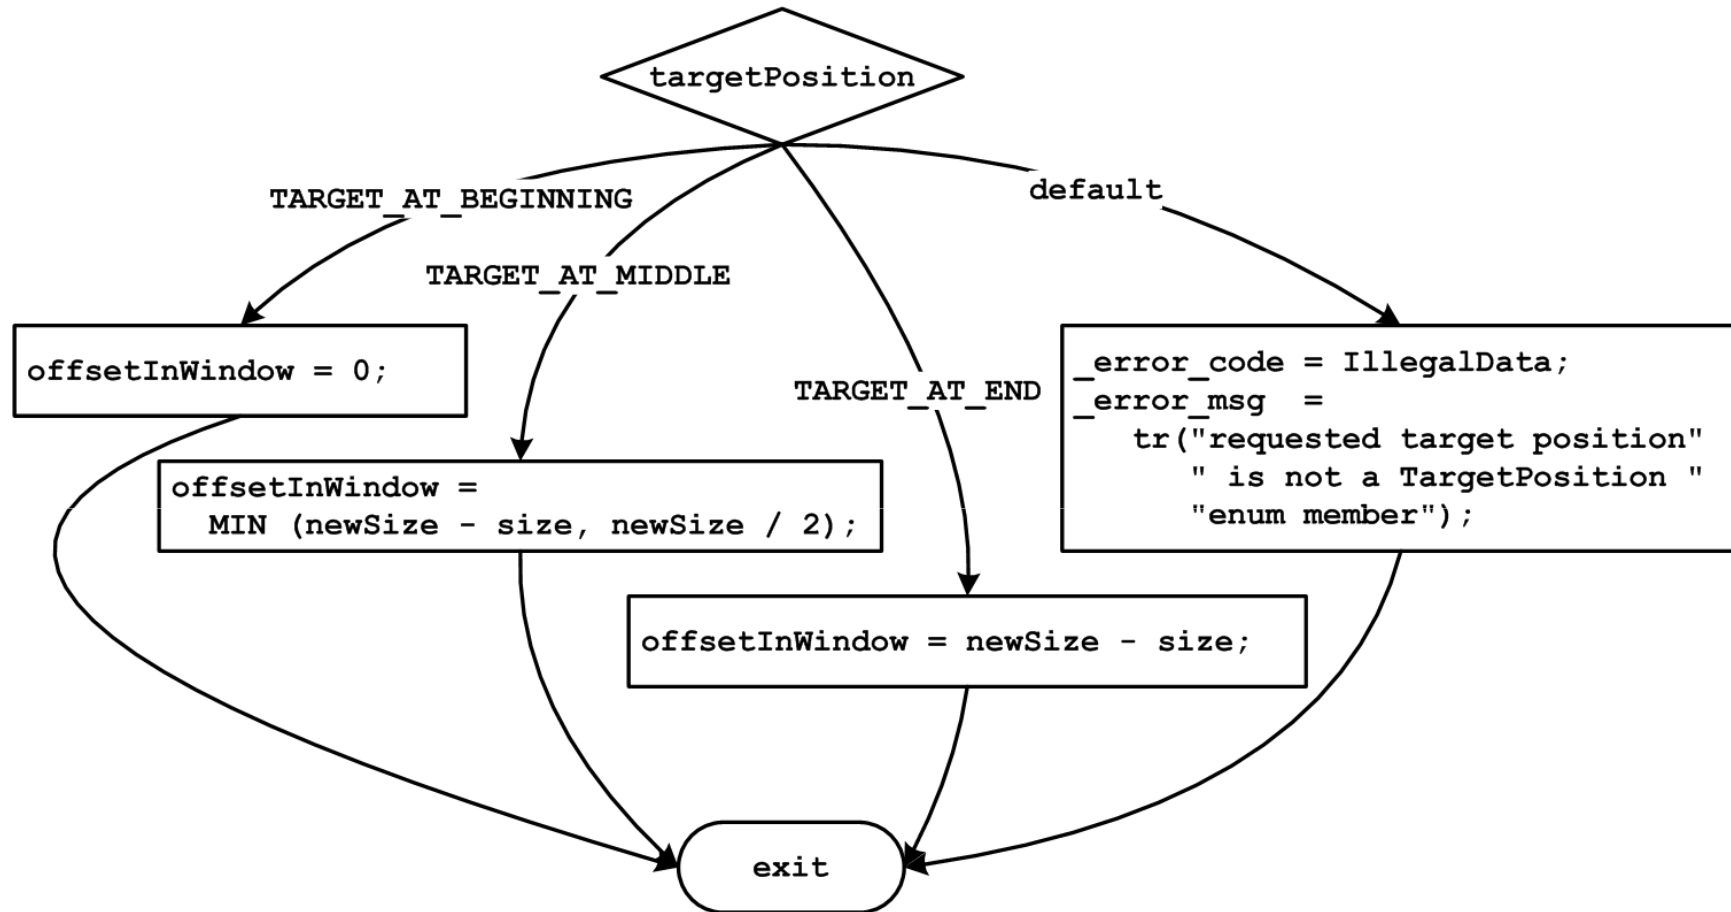 targetPosition
TARGET_AT_BEGINNING
default
TARGET_AT_MIDDLE
TARGET_AT_END
offsetInWindow = 0;
offsetInWindow =
MIN (newSize - size, newSize / 2);
offsetInWindow = newSize - size;
_error_code = IllegalData;
_error_msg  =
tr("requested target position"
" is not a TargetPosition "
"enum member");
exit